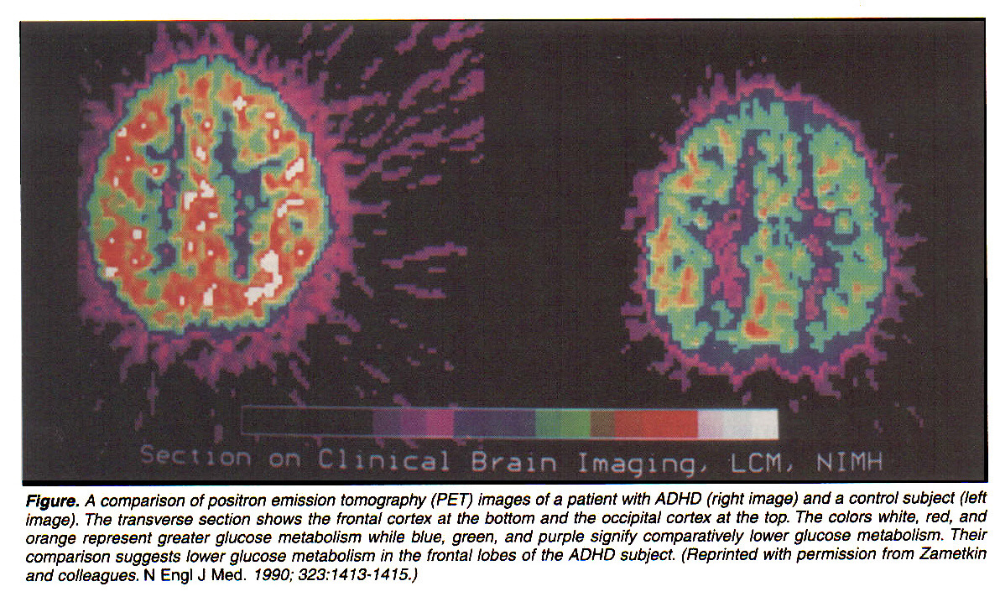 Section on Clinical Brain Imaging, LCM, NIMH
Figure. A comparison of positron emission tomography (PET) images of a patient with ADHD (right image) and a control subject (left
image). The transverse section shows the frontal cortex at the bottom and the occipital cortex at the top. The colors white, red, and
orange represent greater glucose metabolism while blue, green, and purple signify comparatively lower glucose metabolism. Their
comparison suggests lower glucose metabolism in the frontal lobes of the ADHD subject. (Reprinted with permission from Zametkin
and colleagues. N Engl J Med. 1990; 323:1413-1415.)